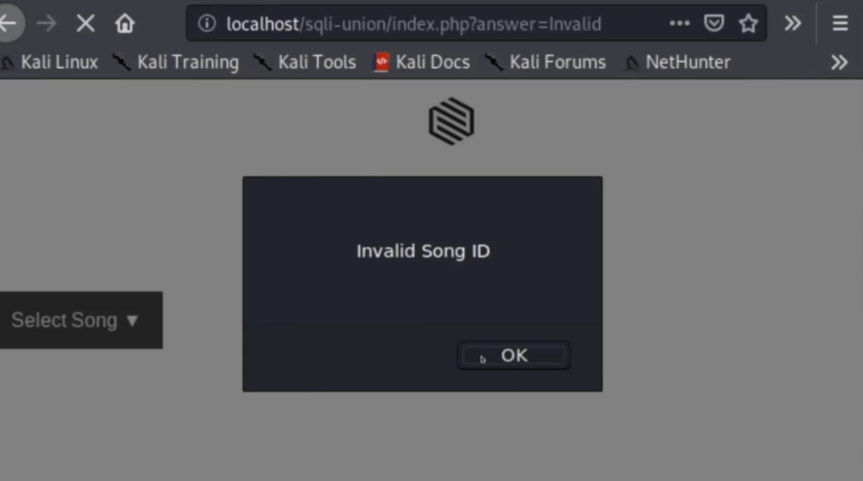 localhost/sqli-union/index.php?answer=Invalid
Kali Linux Kali Training Kali Tools Kali Docs Kali Forums NetHunter
Invalid Song ID
Select Song ▼
OK